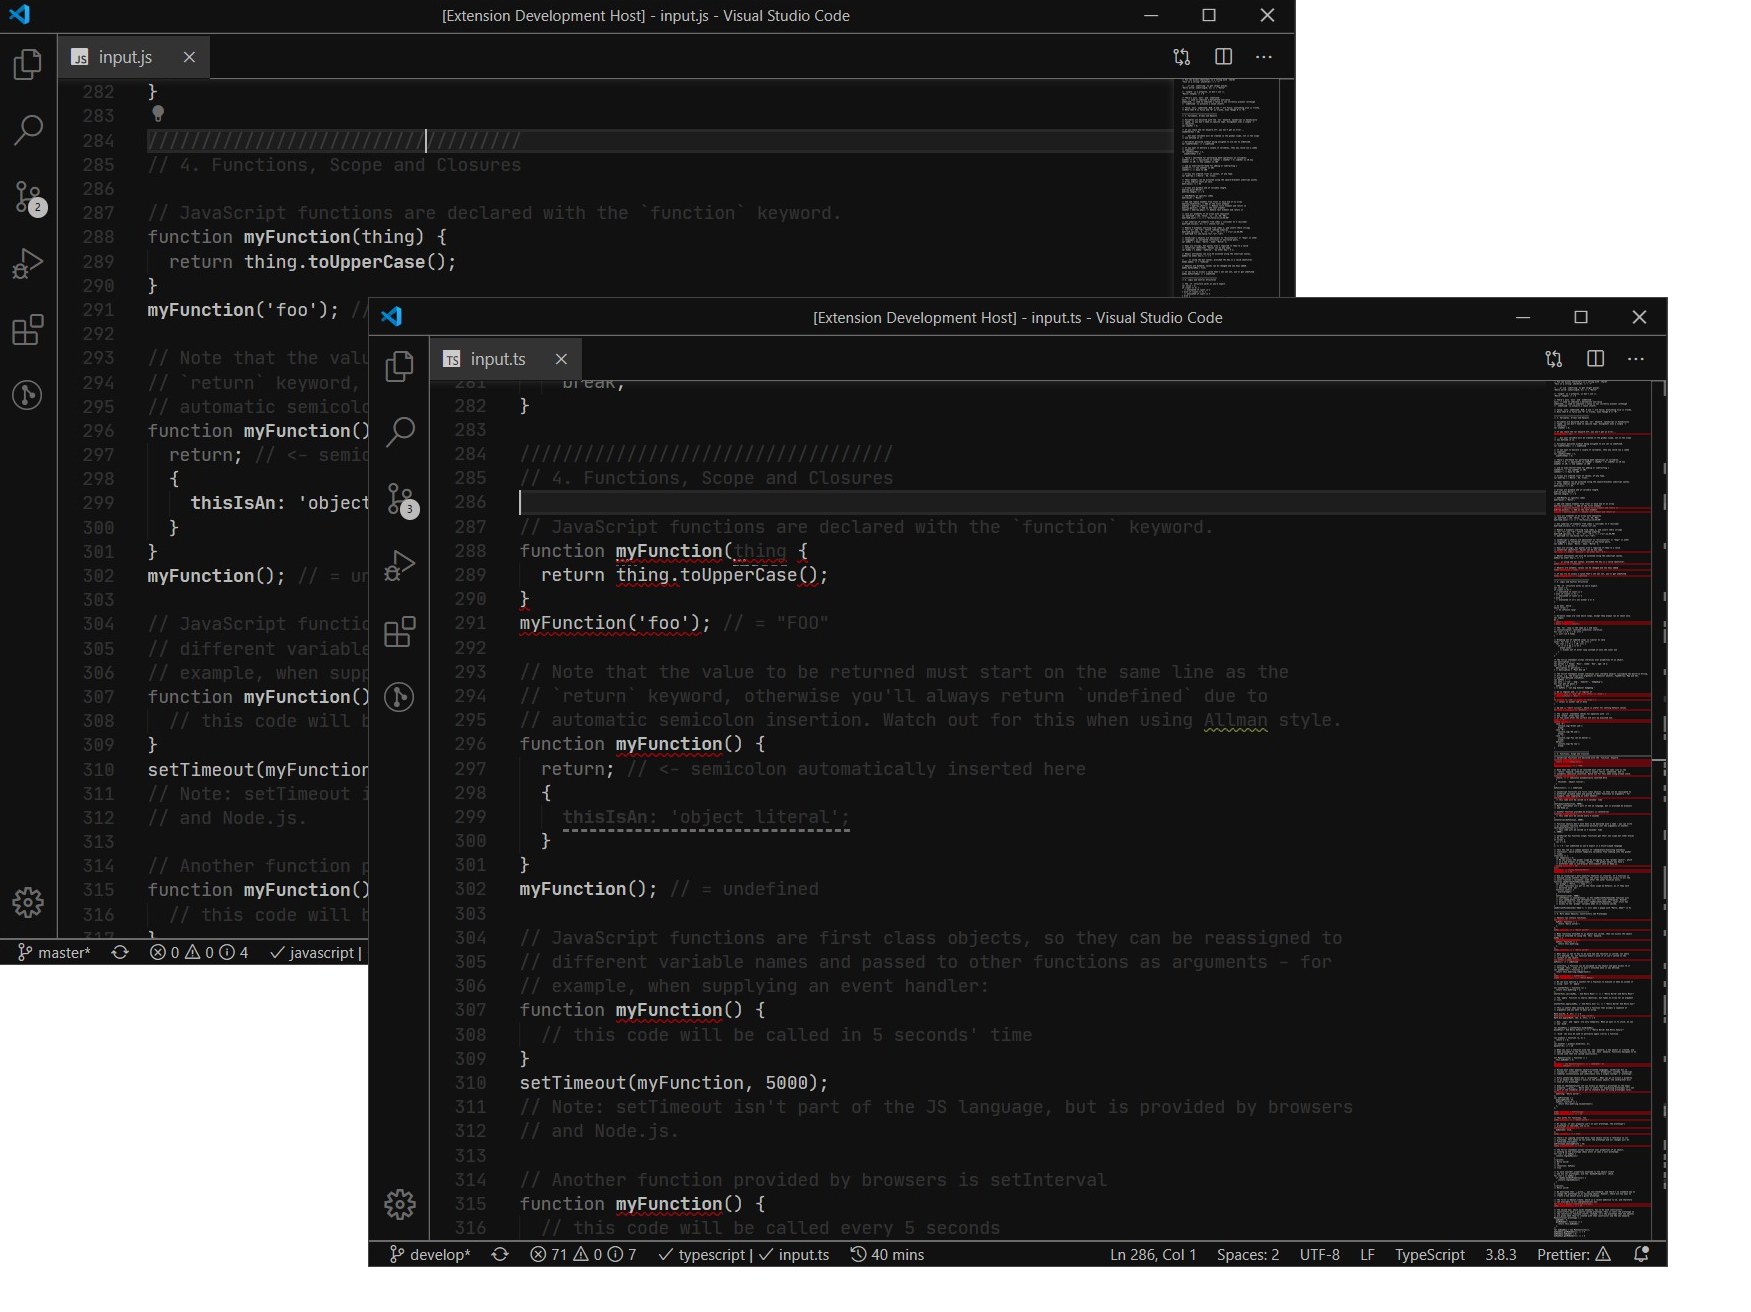 [Extension Development Host] - input.js - Visual Studio Code
JS input.js
282 }
283
284 ///////////////////////////////////
285 // 4. Functions, Scope and Closures
286
287 // JavaScript functions are declared with the `function` keyword.
288 function myFunction(thing) {
289 return thing.toUpperCase();
290 }
291 myFunction('foo'); //
292
293 // Note that the valu
294 // `return` keyword,
295 // automatic semicolo
296 function myFunction()
297 return; // <- semic
298 {
299 thisIsAn: 'object
300 }
301 }
302 myFunction(); // = un
303
304 // JavaScript functio
305 // different variable
306 // example, when supp
307 function myFunction()
308 // this code will b
309 }
310 setTimeout(myFunction
311 // Note: setTimeout i
312 // and Node.js.
313
314 // Another function p
315 function myFunction()
316 // this code will b
317 }
2
master* 0 0 4 javascript |
[Extension Development Host] - input.ts - Visual Studio Code
TS input.ts
281 break;
282 }
283
284 ///////////////////////////////////
285 // 4. Functions, Scope and Closures
286
287 // JavaScript functions are declared with the `function` keyword.
288 function myFunction(thing {
289 return thing.toUpperCase();
290 }
291 myFunction('foo'); // = "FOO"
292
293 // Note that the value to be returned must start on the same line as the
294 // `return` keyword, otherwise you'll always return `undefined` due to
295 // automatic semicolon insertion. Watch out for this when using Allman style.
296 function myFunction() {
297 return; // <- semicolon automatically inserted here
298 {
299 thisIsAn: 'object literal';
300 }
301 }
302 myFunction(); // = undefined
303
304 // JavaScript functions are first class objects, so they can be reassigned to
305 // different variable names and passed to other functions as arguments - for
306 // example, when supplying an event handler:
307 function myFunction() {
308 // this code will be called in 5 seconds' time
309 }
310 setTimeout(myFunction, 5000);
311 // Note: setTimeout isn't part of the JS language, but is provided by browsers
312 // and Node.js.
313
314 // Another function provided by browsers is setInterval
315 function myFunction() {
316 // this code will be called every 5 seconds
3
develop* 71 0 7 typescript | input.ts 40 mins Ln 286, Col 1 Spaces: 2 UTF-8 LF TypeScript 3.8.3 Prettier: